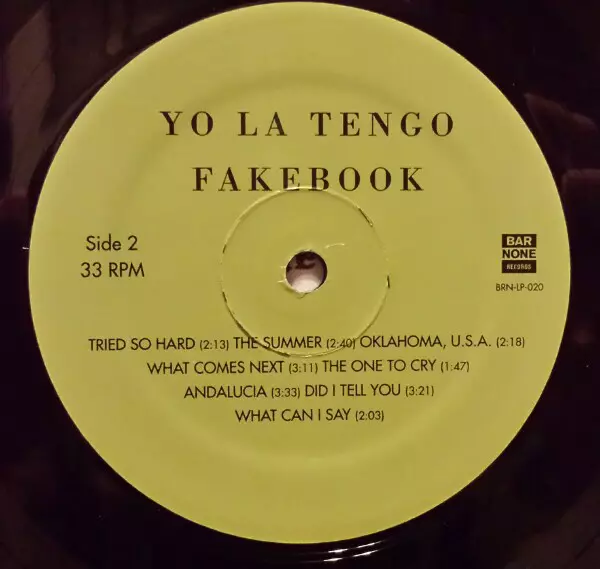 YO LA TENGO
FAKEBOOK
Side 2
33 RPM
BAR
NONE
RECORDS
BRN-LP-020
TRIED SO HARD (2:13) THE SUMMER (2:40) OKLAHOMA, U.S.A. (2:18)
WHAT COMES NEXT (3:11) THE ONE TO CRY (1:47)
ANDALUCIA (3:33) DID I TELL YOU (3:21)
WHAT CAN I SAY (2:03)